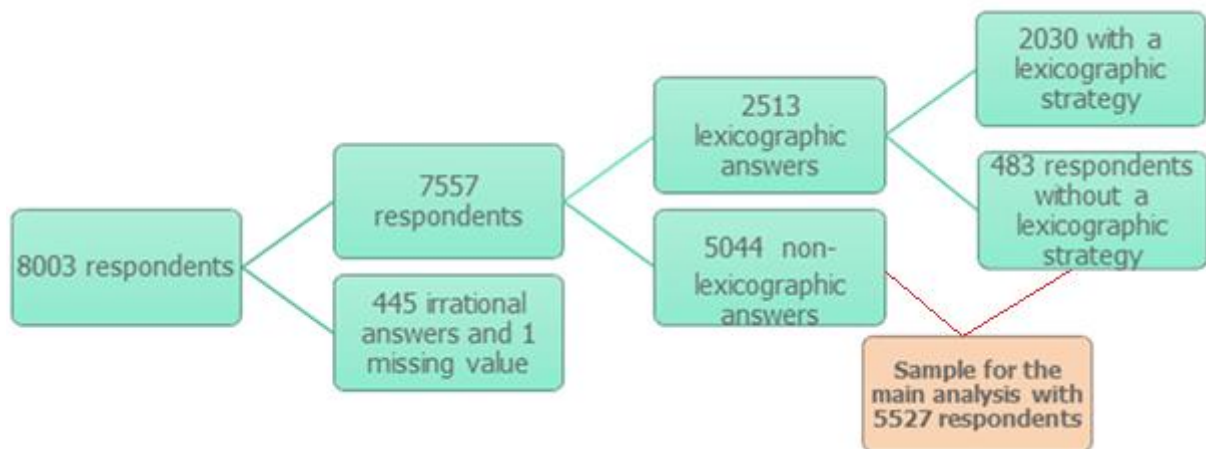 8003 respondents
7557
respondents
445 irrational
answers and 1
missing value
2513
lexicographic
answers
5044 non-
lexicographic
answers
2030 with a
lexicographic
strategy
483 respondents
without a
lexicographic
strategy
Sample for the
main analysis with
5527 respondents